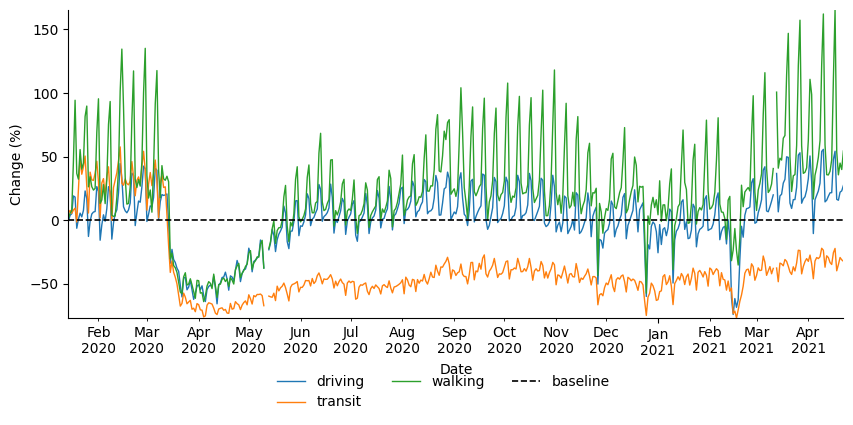 Change (%)
150
100
50
0
−50
Feb Mar Apr May Jun Jul Aug Sep Oct Nov Dec Jan Feb Mar Apr
2020 2020 2020 2020 2020 2020 2020 2020 2020 2020 2020 2021 2021 2021 2021
Date
driving walking baseline
transit